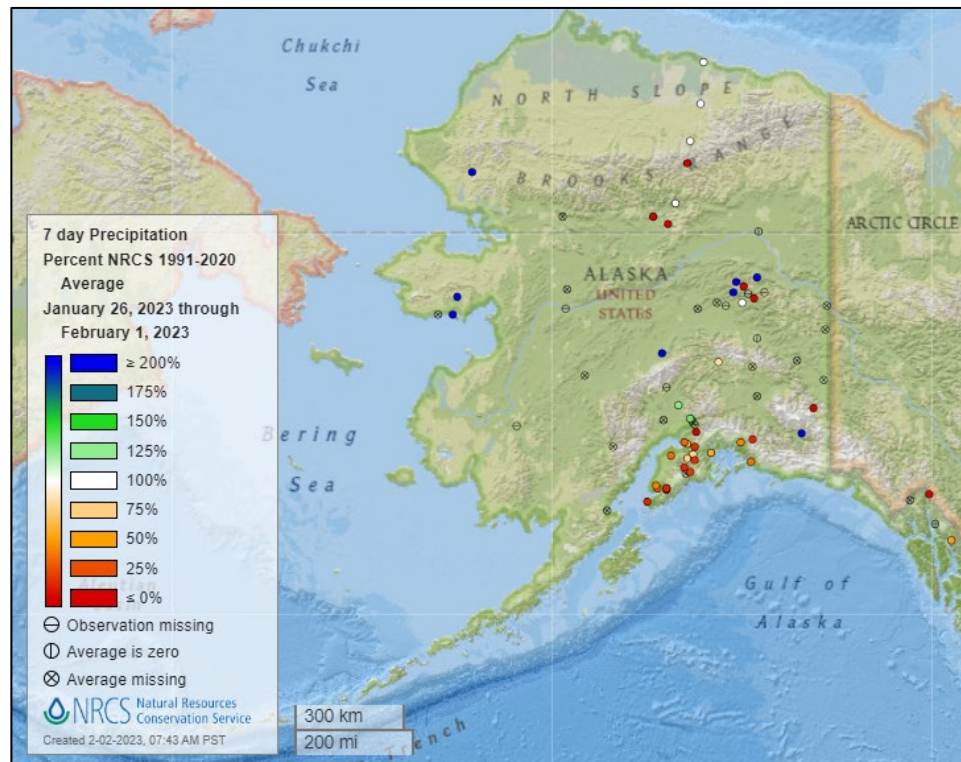 Chukchi
Sea
NORTH SLOPE
BROOKS RANGE
ARCTIC CIRCLE
ALASKA
UNITED
STATES
Bering
Sea
Gulf of
Alaska
Aleutian
Trench
7 day Precipitation
Percent NRCS 1991-2020
Average
January 26, 2023 through
February 1, 2023
≥ 200%
175%
150%
125%
100%
75%
50%
25%
≤ 0%
Observation missing
Average is zero
Average missing
NRCS Natural Resources
Conservation Service
Created 2-02-2023, 07:43 AM PST
300 km
200 mi